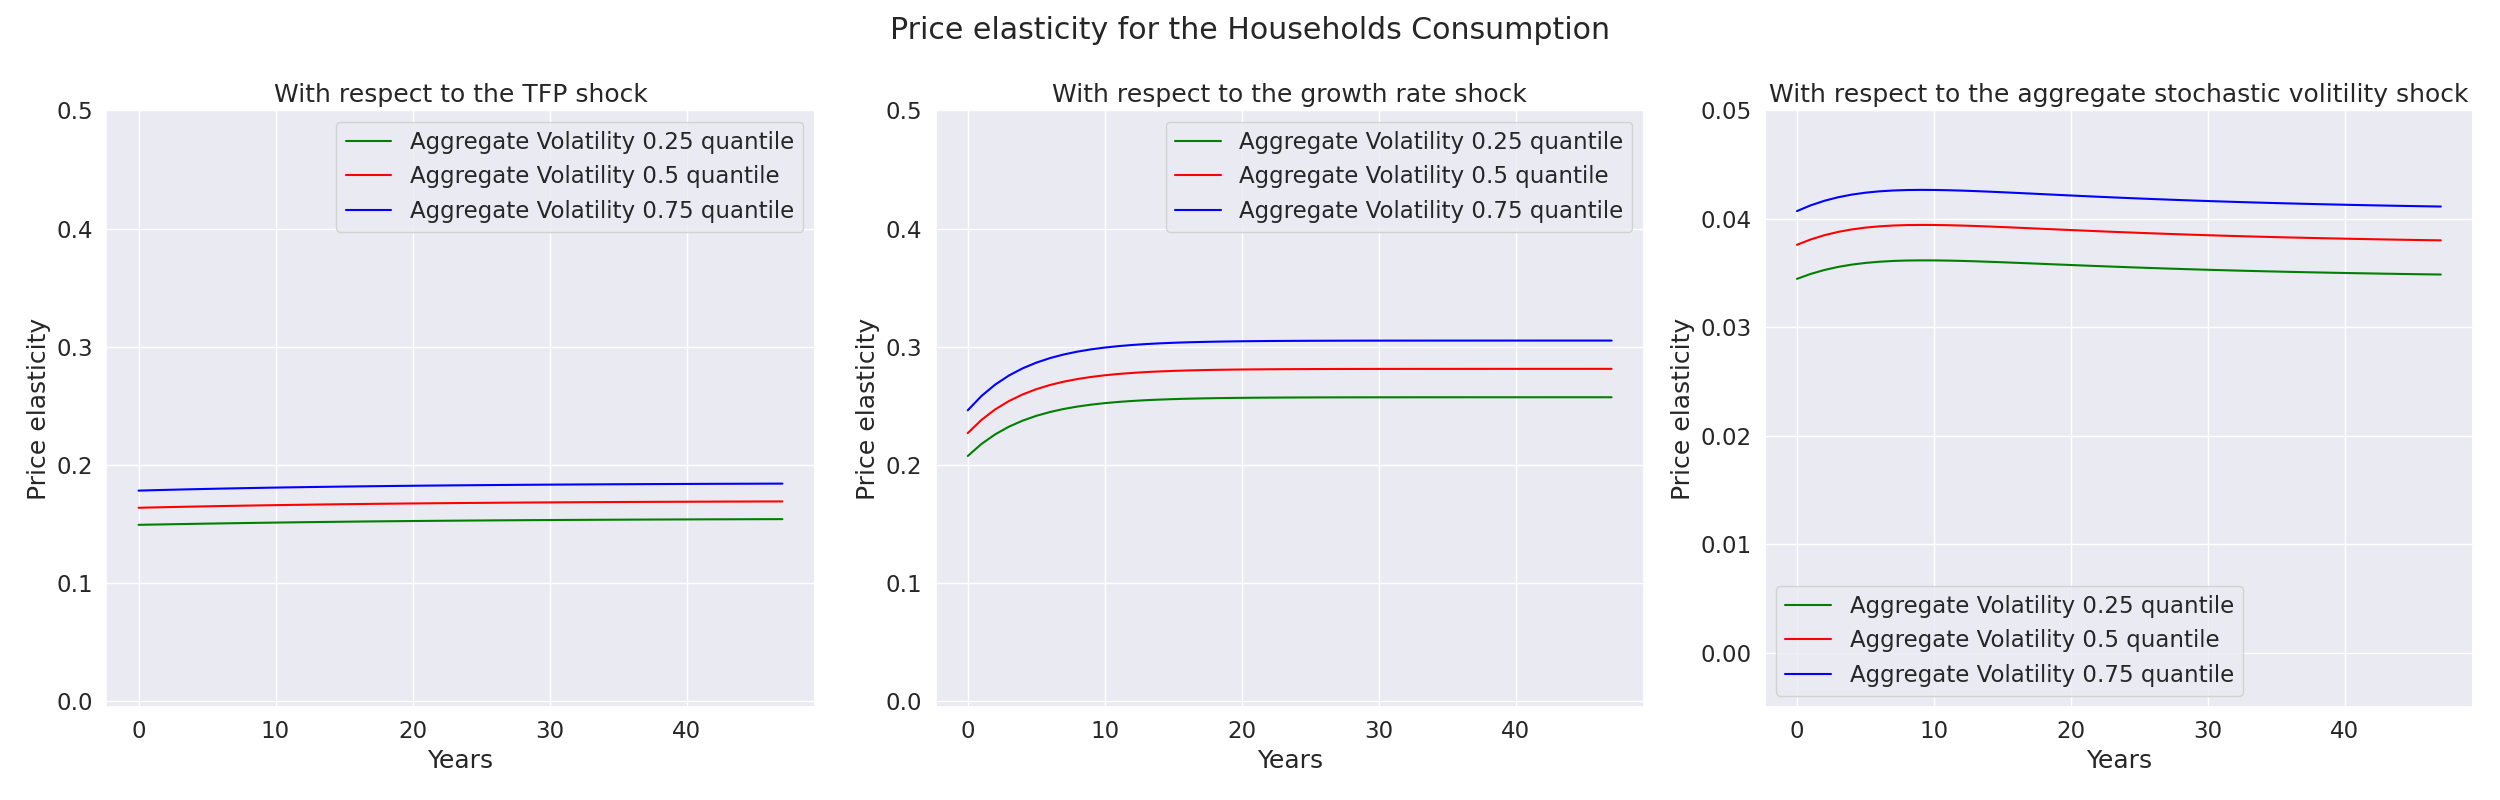 Price elasticity for the Households Consumption
With respect to the TFP shock
0.5
0.4
0.3
0.2
0.1
0.0
Price elasticity
Aggregate Volatility 0.25 quantile
Aggregate Volatility 0.5 quantile
Aggregate Volatility 0.75 quantile
0 10 20 30 40
Years
With respect to the growth rate shock
0.5
0.4
0.3
0.2
0.1
0.0
Price elasticity
Aggregate Volatility 0.25 quantile
Aggregate Volatility 0.5 quantile
Aggregate Volatility 0.75 quantile
0 10 20 30 40
Years
With respect to the aggregate stochastic volitility shock
0.05
0.04
0.03
0.02
0.01
0.00
Price elasticity
Aggregate Volatility 0.25 quantile
Aggregate Volatility 0.5 quantile
Aggregate Volatility 0.75 quantile
0 10 20 30 40
Years